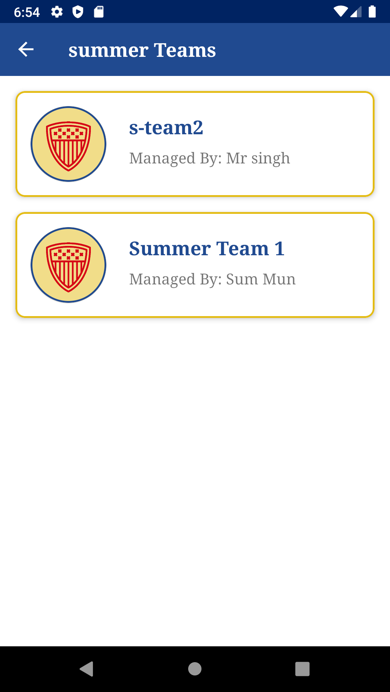 6:54
summer Teams
s-team2
Managed By: Mr singh
Summer Team 1
Managed By: Sum Mun